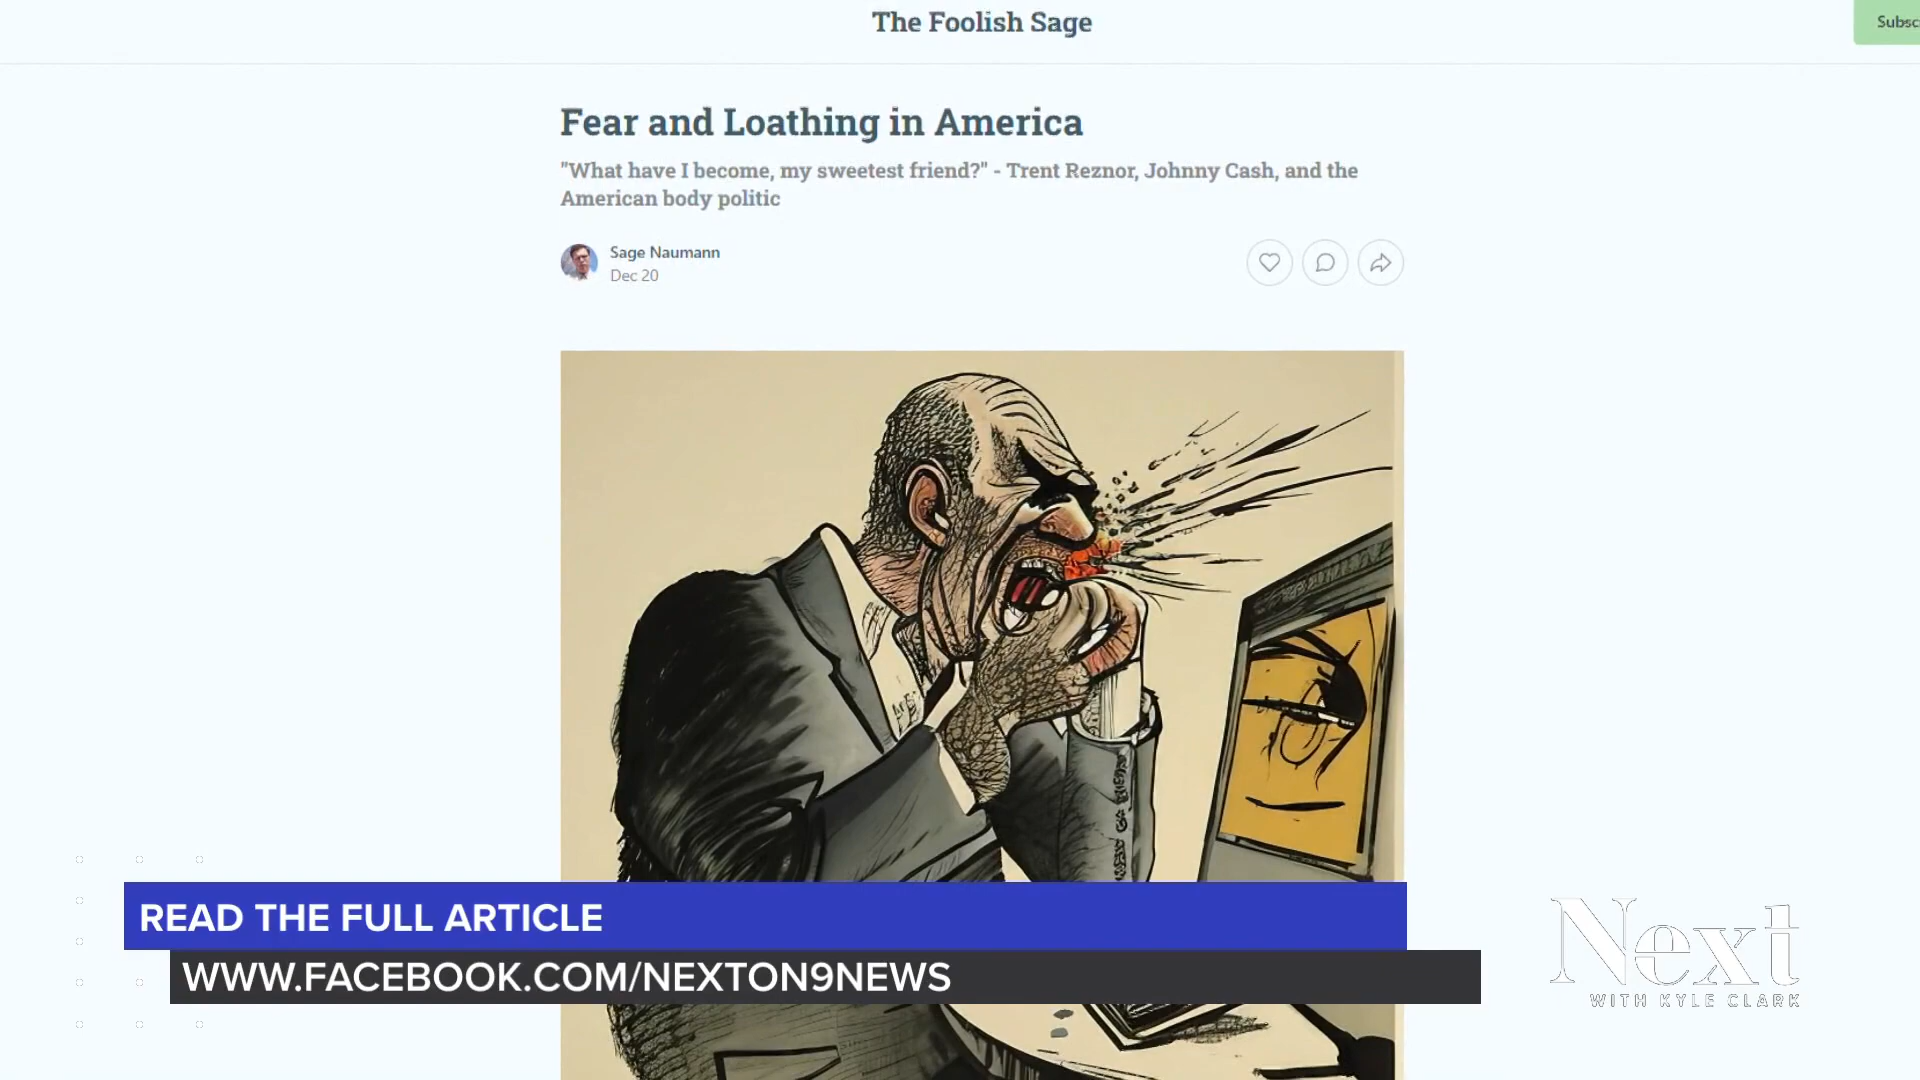 The Foolish Sage
Fear and Loathing in America
"What have I become, my sweetest friend?" - Trent Reznor, Johnny Cash, and the
American body politic
Sage Naumann
Dec 20
READ THE FULL ARTICLE
WWW.FACEBOOK.COM/NEXTON9NEWS
Next
WITH KYLE CLARK